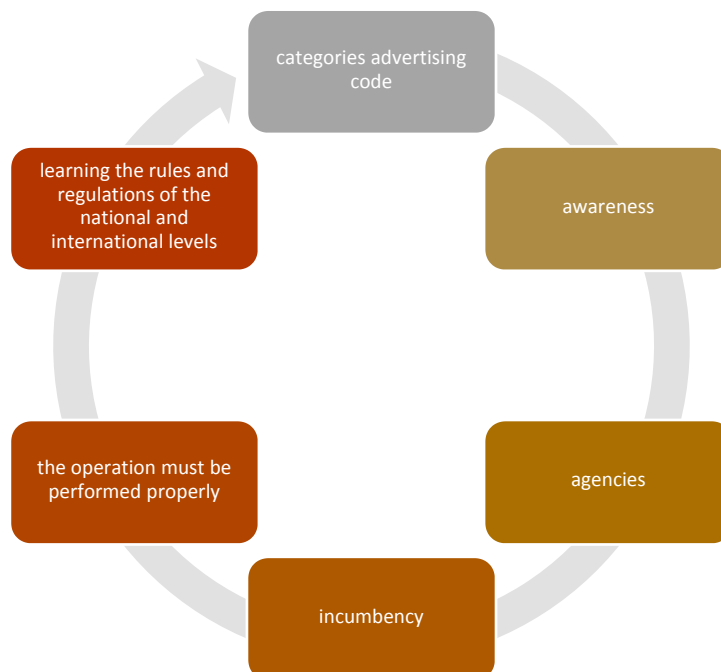 categories advertising
code
awareness
agencies
incumbency
the operation must be
performed properly
learning the rules and
regulations of the
national and
international levels